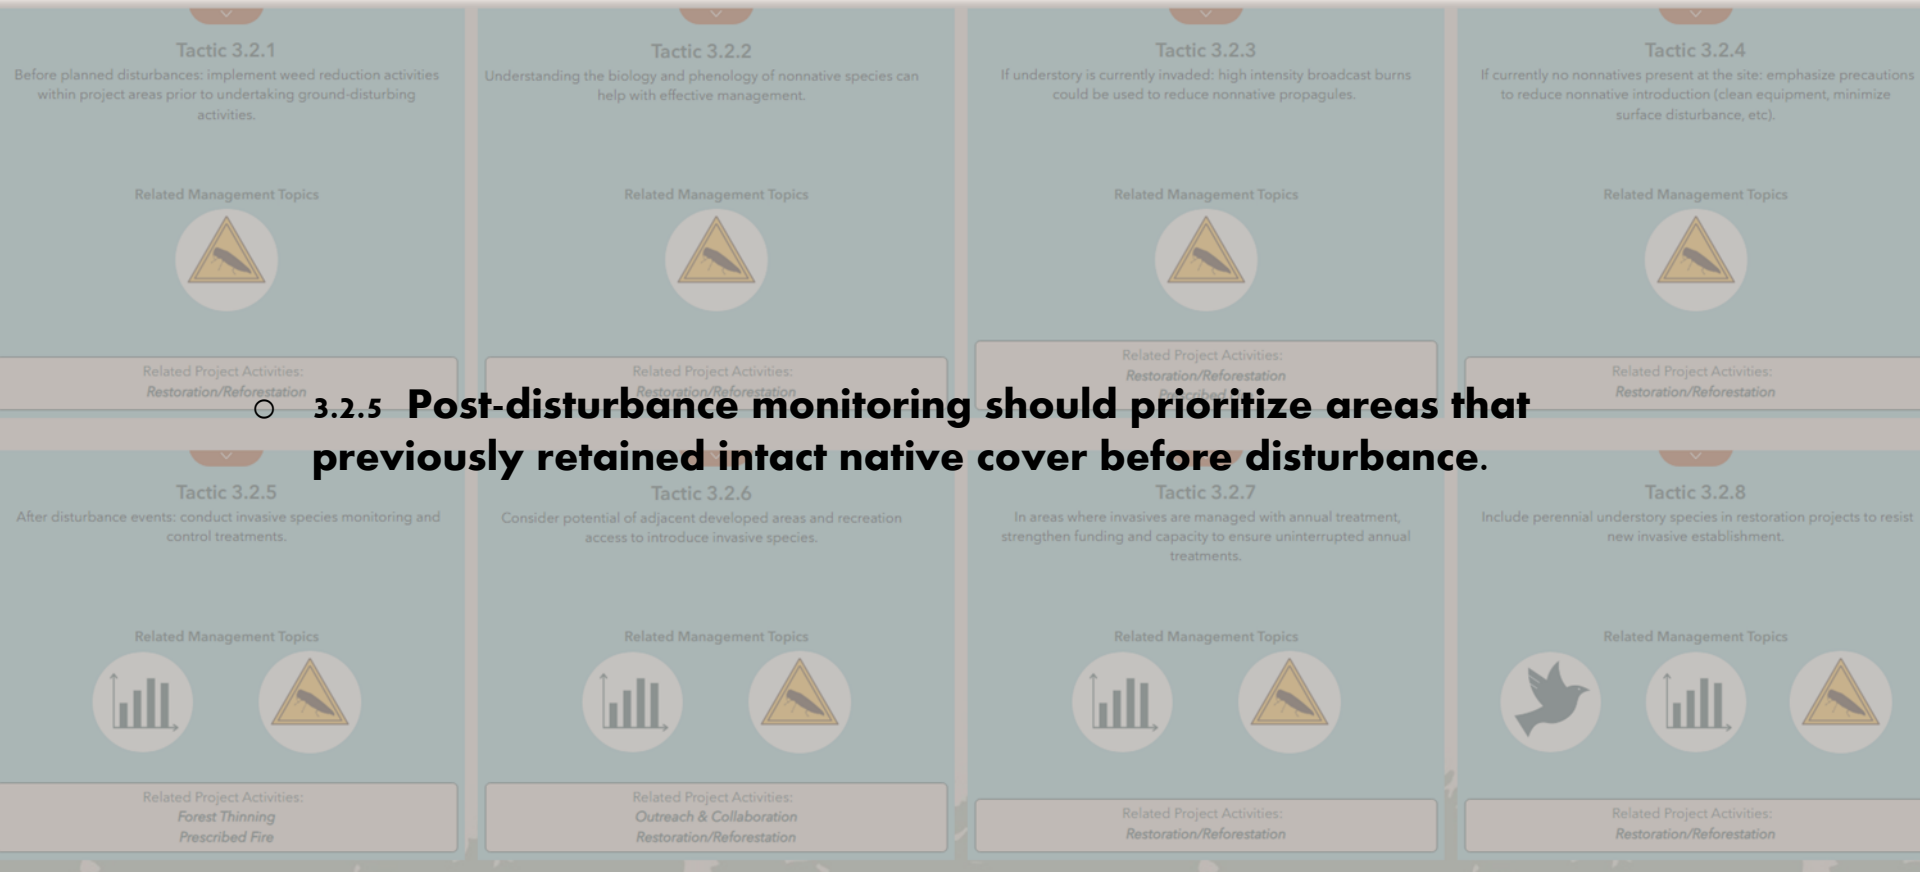 Tactic 3.2.1
Before planned disturbances: implement weed reduction activities
within project areas prior to undertaking ground-disturbing
activities.
Related Management Topics
Related Project Activities:
Restoration/Reforestation
Tactic 3.2.2
Understanding the biology and phenology of nonnative species can
help with effective management.
Related Management Topics
Related Project Activities:
Restoration/Reforestation
Tactic 3.2.3
If understory is currently invaded: high intensity broadcast burns
could be used to reduce nonnative propagules.
Related Management Topics
Related Project Activities:
Restoration/Reforestation
Tactic 3.2.4
If currently no nonnatives present at the site: emphasize precautions
to reduce nonnative introduction (clean equipment, minimize
surface disturbance, etc).
Related Management Topics
Related Project Activities:
Restoration/Reforestation
○ 3.2.5 Post-disturbance monitoring should prioritize areas that
previously retained intact native cover before disturbance.
Tactic 3.2.5
After disturbance events: conduct invasive species monitoring and
control treatments.
Related Management Topics
Related Project Activities:
Forest Thinning
Prescribed Fire
Tactic 3.2.6
Consider potential of adjacent developed areas and recreation
access to introduce invasive species.
Related Management Topics
Related Project Activities:
Outreach & Collaboration
Restoration/Reforestation
Tactic 3.2.7
In areas where invasives are managed with annual treatment,
strengthen funding and capacity to ensure uninterrupted annual
treatments.
Related Management Topics
Related Project Activities:
Restoration/Reforestation
Tactic 3.2.8
Include perennial understory species in restoration projects to resist
new invasive establishment.
Related Management Topics
Related Project Activities:
Restoration/Reforestation